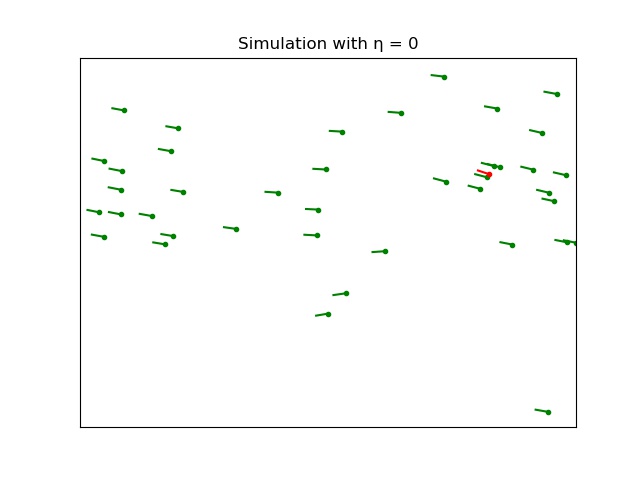 Simulation with η = 0